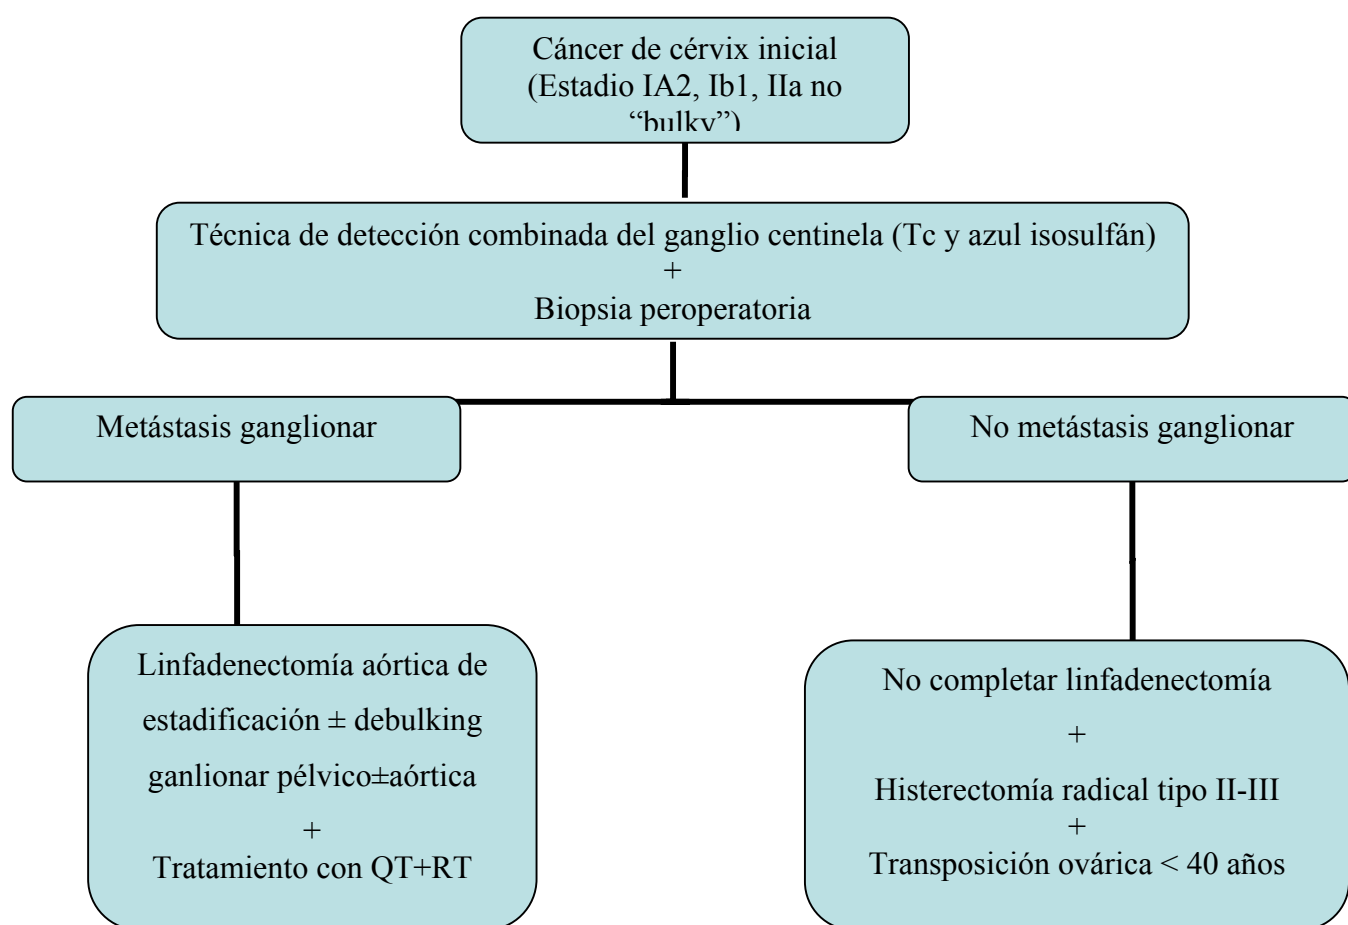 Cáncer de cérvix inicial
(Estadio IA2, Ib1, IIa no
“bulky”)
Técnica de detección combinada del ganglio centinela (Tc y azul isosulfán)
+
Biopsia peroperatoria
Metástasis ganglionar
No metástasis ganglionar
Linfadenectomía aórtica de
estadificación ± debulking
ganlionar pélvico±aórtica
+
Tratamiento con QT+RT
No completar linfadenectomía
+
Histerectomía radical tipo II-III
+
Transposición ovárica < 40 años